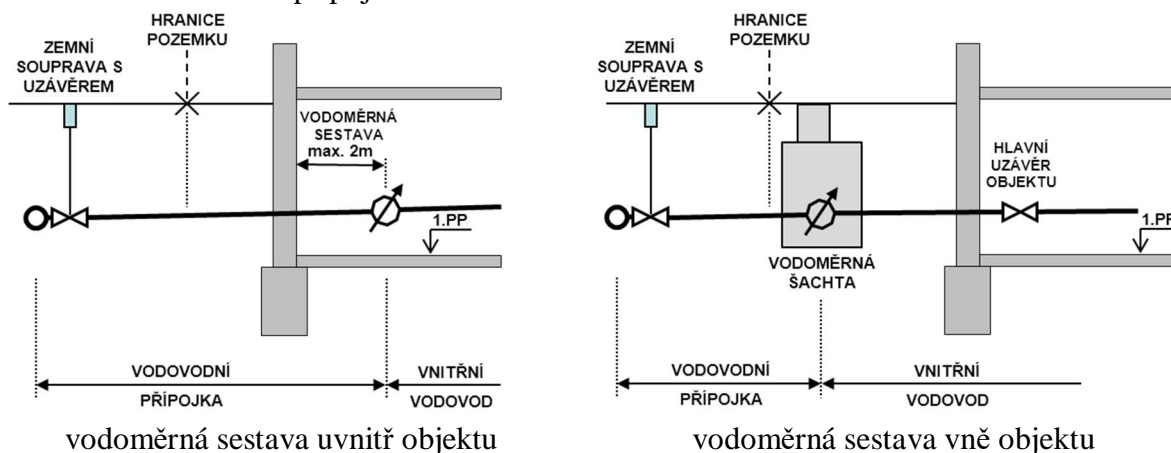 HRANICE
POZEMKU
ZEMNÍ
SOUPRAVA S
UZÁVĚREM
VODOMĚRNÁ
SESTAVA
max. 2m
1.PP
VODOVODNÍ
PŘÍPOJKA
VNITŘNÍ
VODOVOD
vodoměrná sestava uvnitř objektu
HRANICE
POZEMKU
ZEMNÍ
SOUPRAVA S
UZÁVĚREM
HLAVNÍ
UZÁVĚR
OBJEKTU
1.PP
VODOMĚRNÁ
ŠACHTA
VODOVODNÍ
PŘÍPOJKA
VNITŘNÍ
VODOVOD
vodoměrná sestava vně objektu